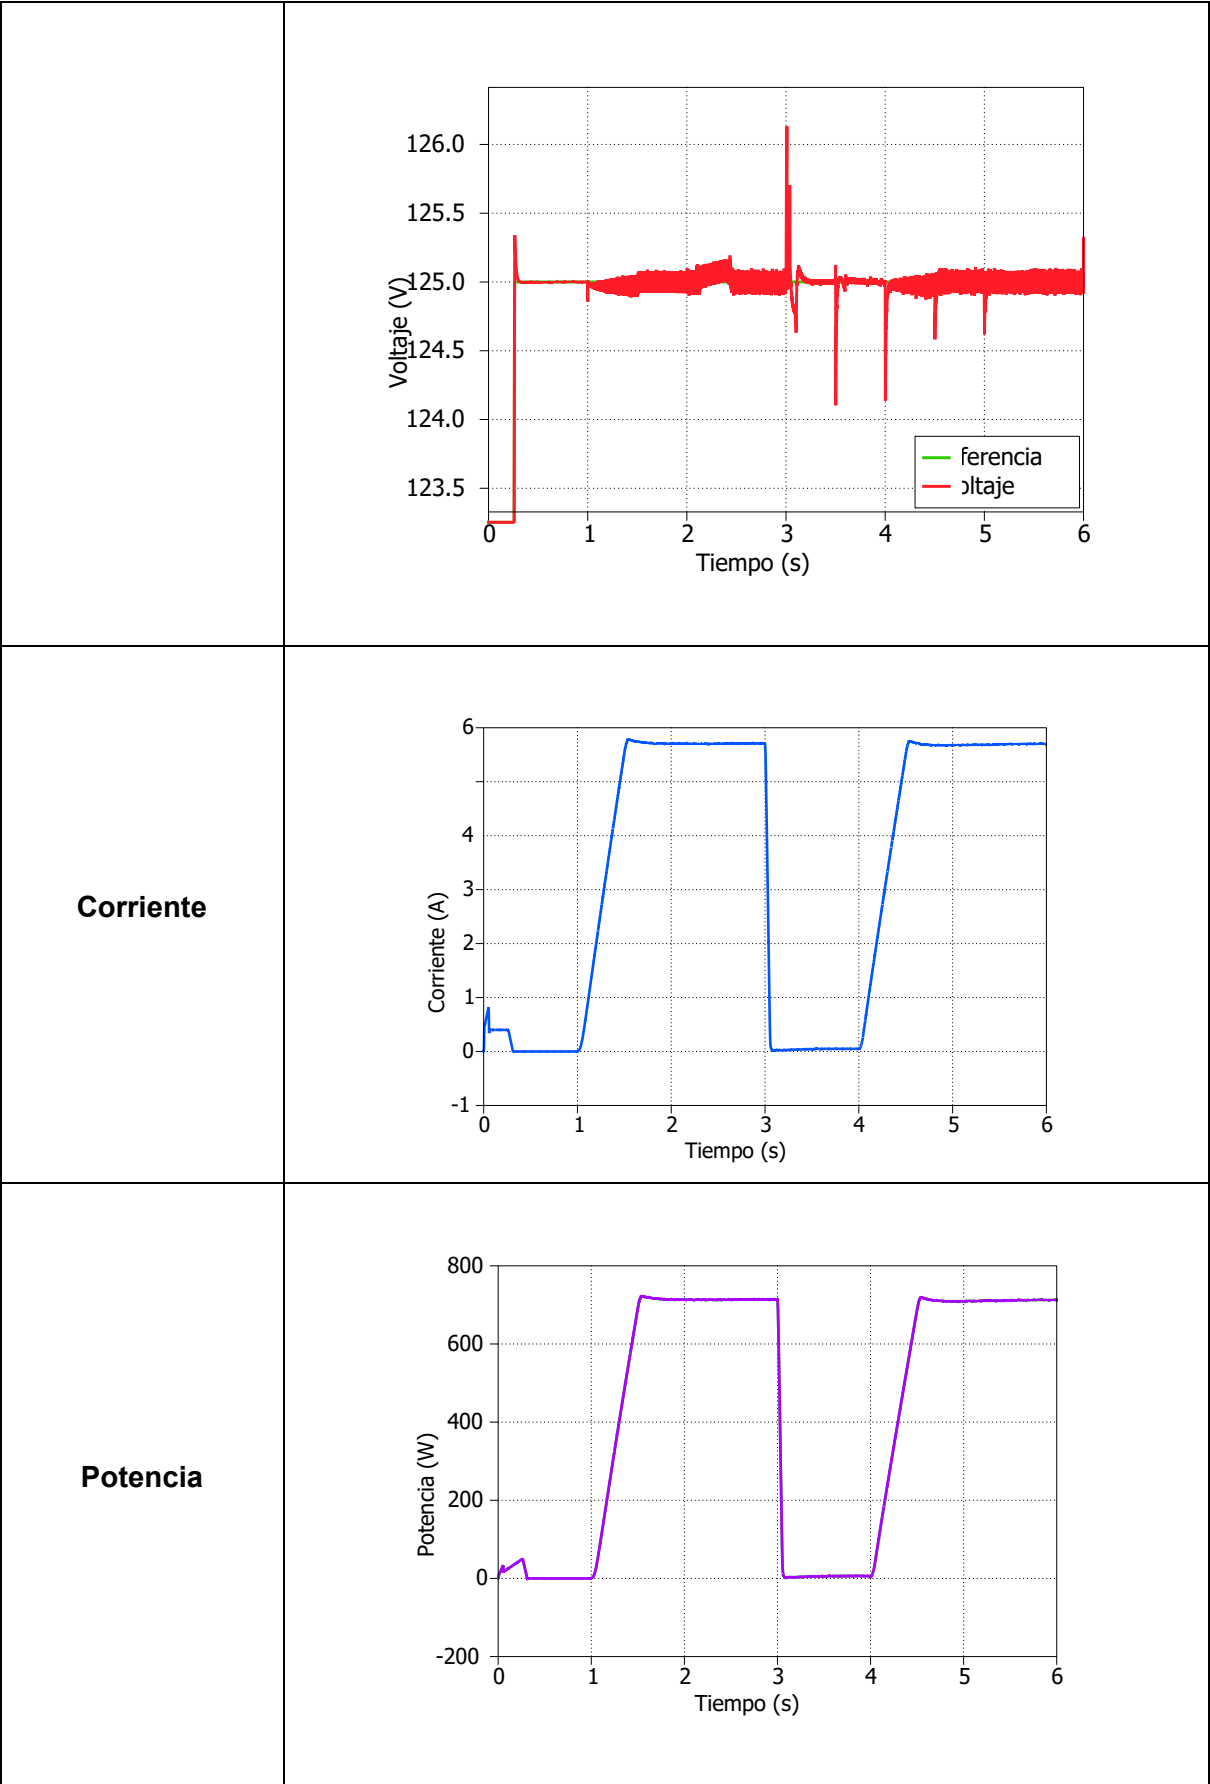 126.0
125.5
125.0
124.5
124.0
123.5
Voltaje (V)
ferencia
oltaje
0 1 2 3 4 5 6
Tiempo (s)
Corriente
6
4
3
2
1
0
-1
Corriente (A)
0 1 2 3 4 5 6
Tiempo (s)
Potencia
800
600
400
200
0
-200
Potencia (W)
0 1 2 3 4 5 6
Tiempo (s)